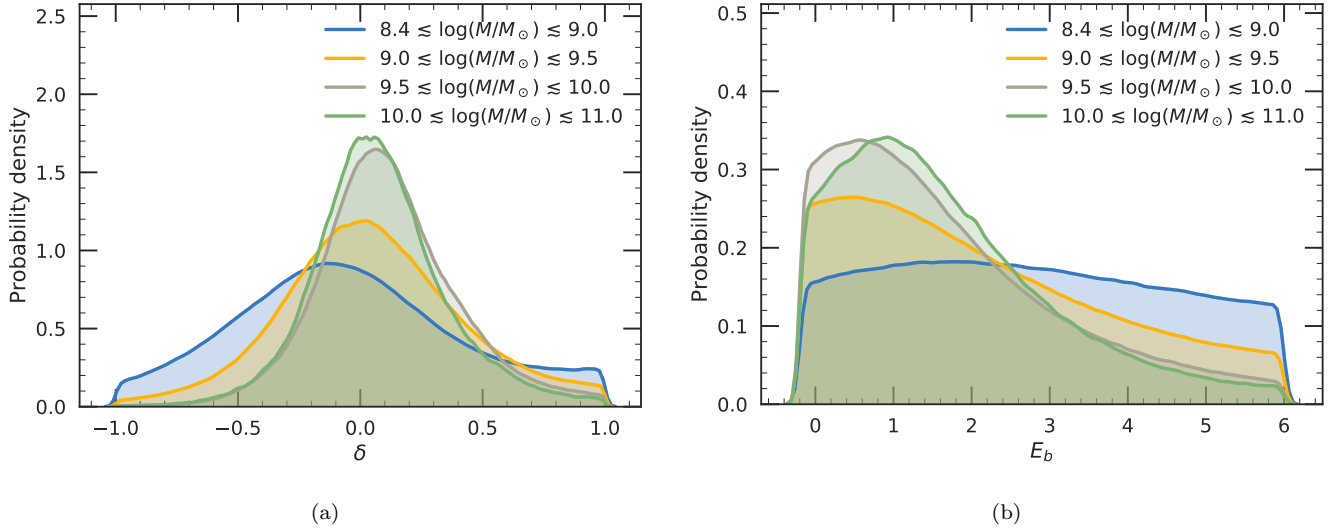 8.4 ≲ log(M/M⊙) ≲ 9.0
9.0 ≲ log(M/M⊙) ≲ 9.5
9.5 ≲ log(M/M⊙) ≲ 10.0
10.0 ≲ log(M/M⊙) ≲ 11.0
Probability density
2.5
2.0
1.5
1.0
0.5
0.0
−1.0 −0.5 0.0 0.5 1.0
δ
(a)
8.4 ≲ log(M/M⊙) ≲ 9.0
9.0 ≲ log(M/M⊙) ≲ 9.5
9.5 ≲ log(M/M⊙) ≲ 10.0
10.0 ≲ log(M/M⊙) ≲ 11.0
Probability density
0.5
0.4
0.3
0.2
0.1
0.0
0 1 2 3 4 5 6
E_b
(b)